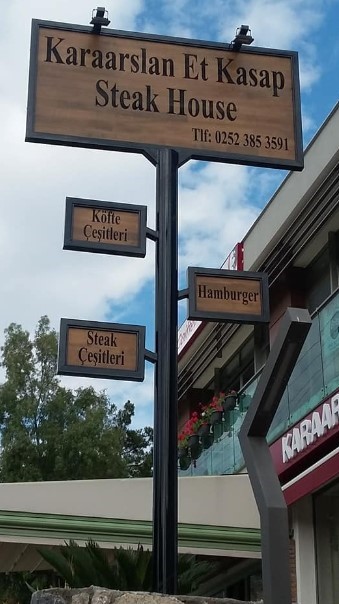 Karaarslan Et Kasap
Steak House
Tlf: 0252 385 3591
Köfte
Çeşitleri
Hamburger
Steak
Çeşitleri
KARAAR